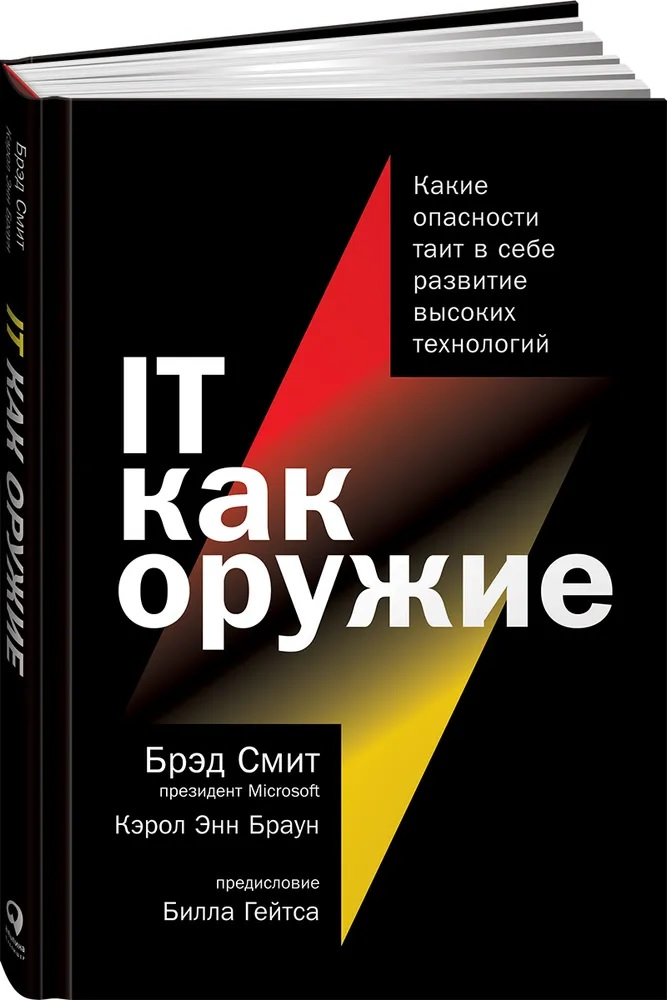 Какие
опасности
таит в себе
развитие
высоких
технологий
IT
как
оружие
Брэд Смит
президент Microsoft
Кэрол Энн Браун
предисловие
Билла Гейтса
Брэд Смит
Кэрол Энн Браун
IT КАК ОРУЖИЕ